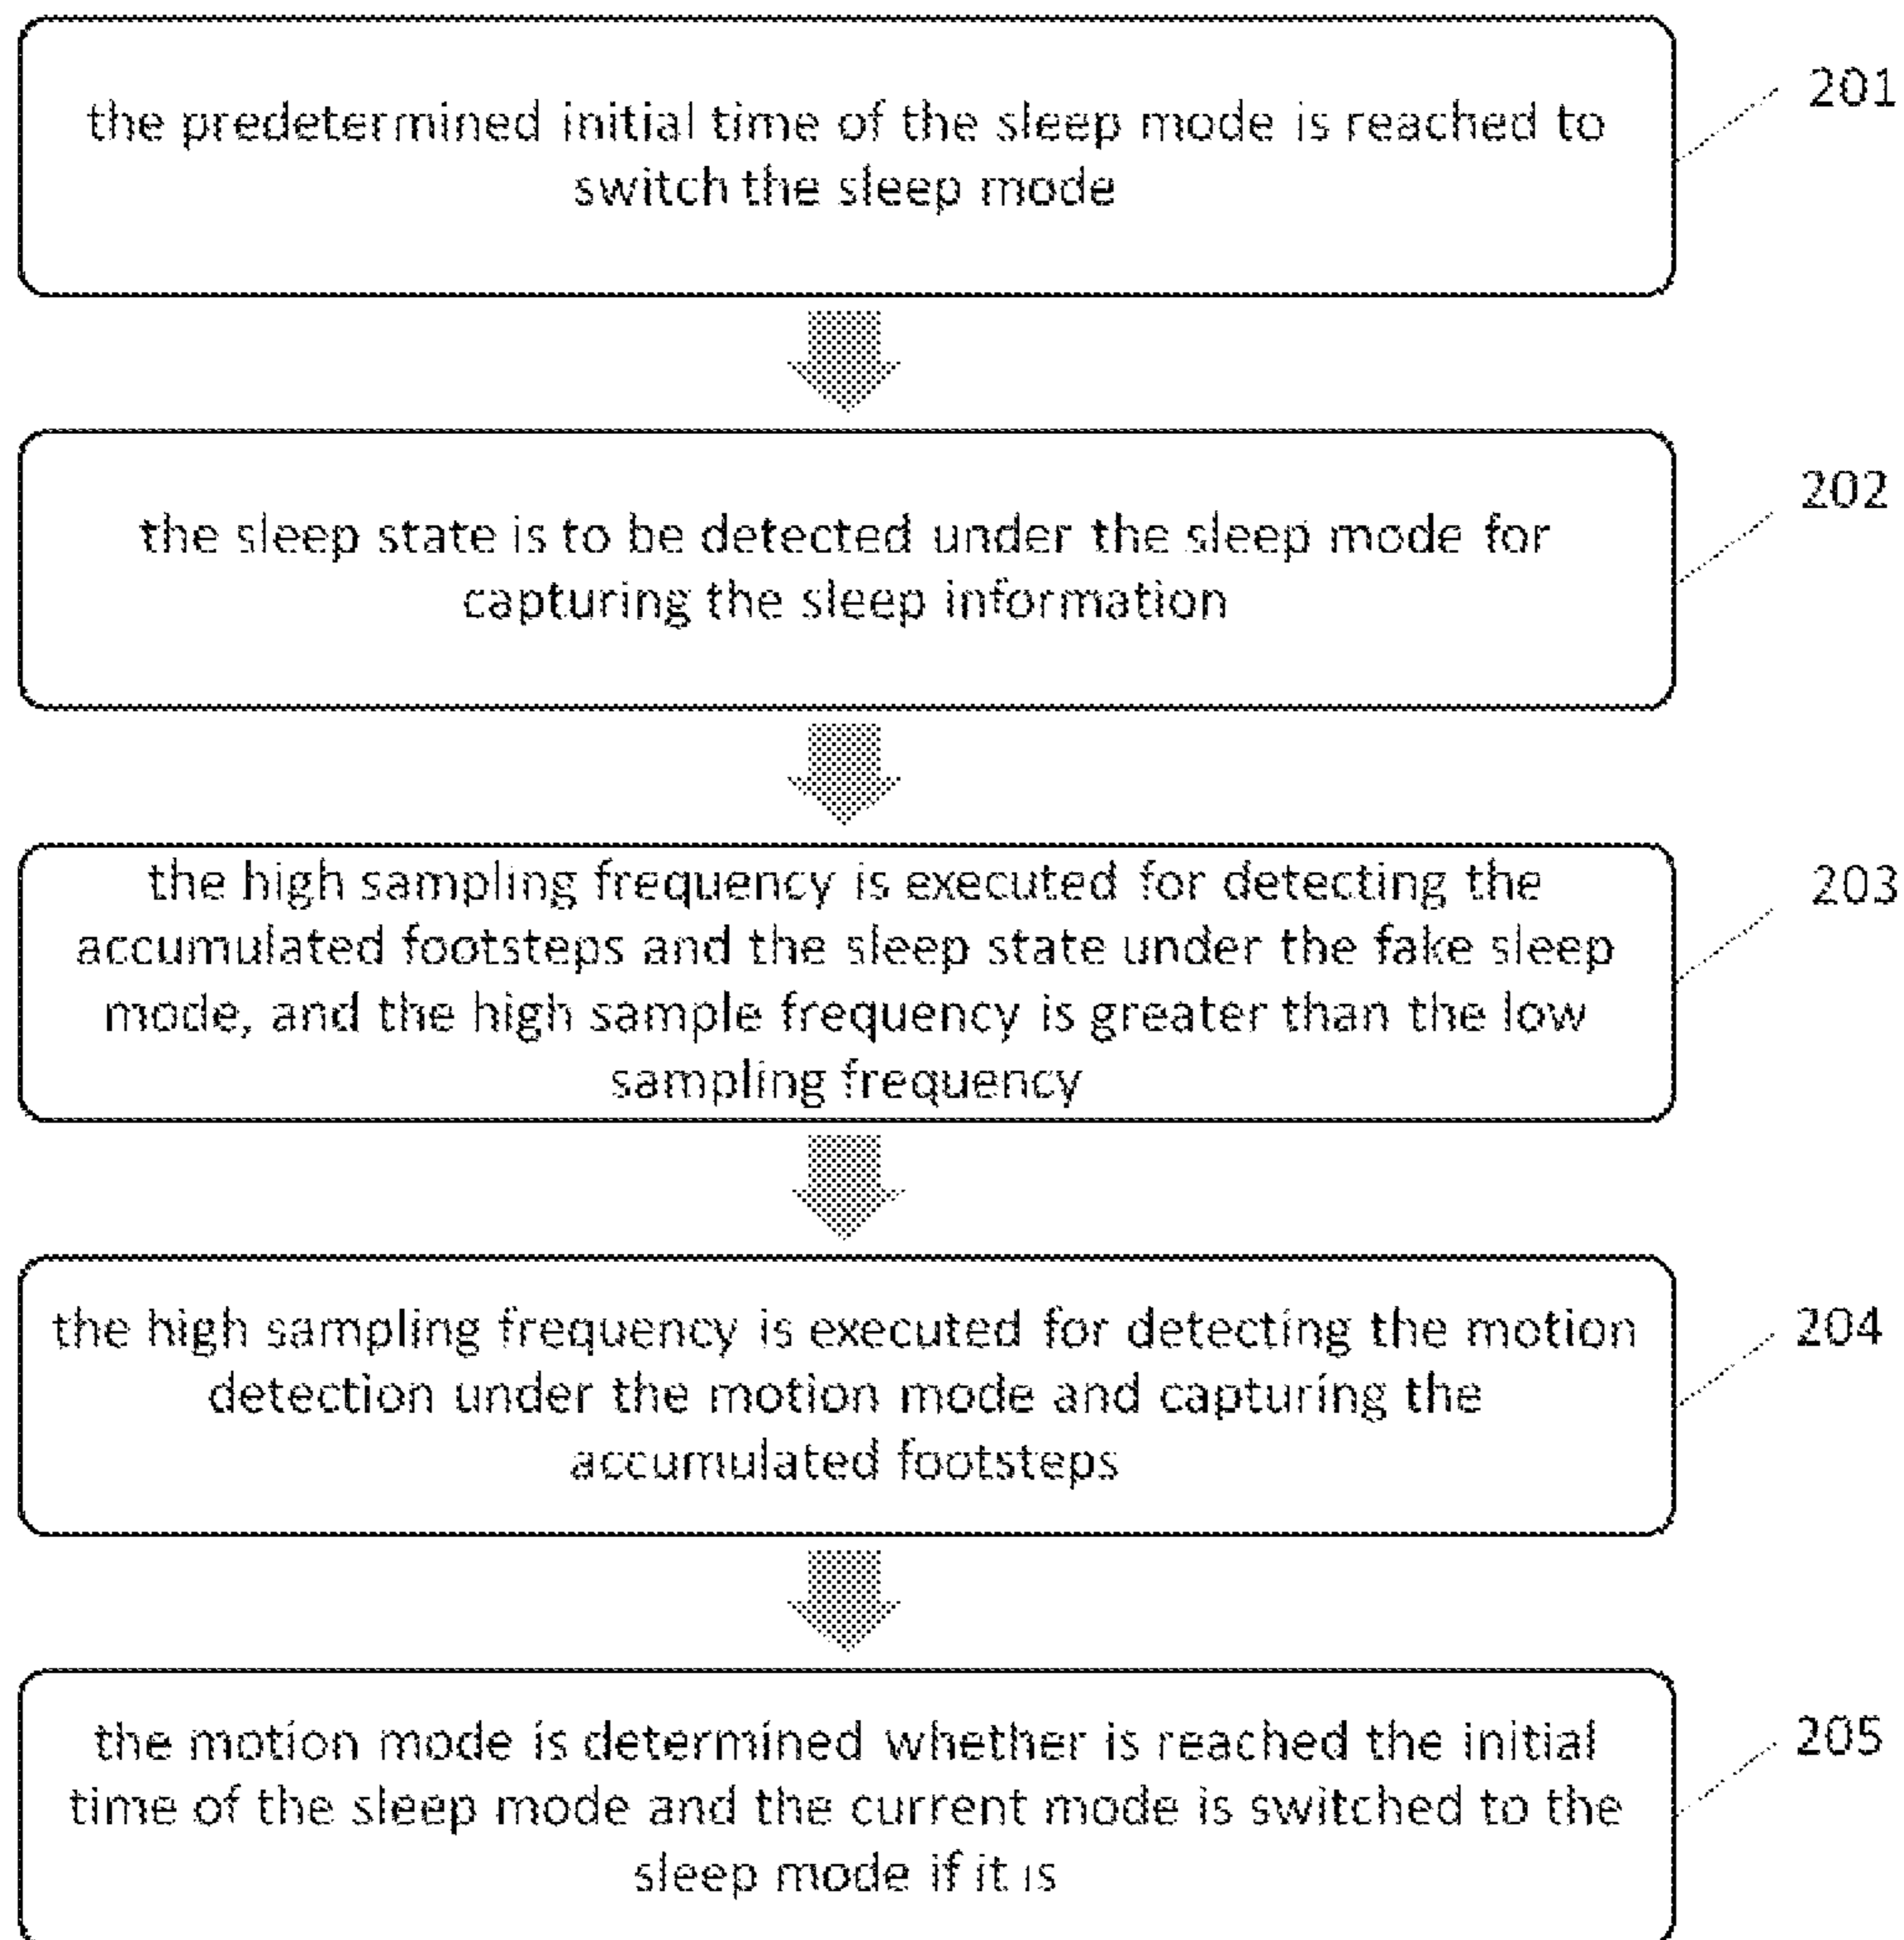 the predetermined initial time of the sleep mode is reached to
switch the sleep mode
201
the sleep state is to be detected under the sleep mode for
capturing the sleep information
202
the high sampling frequency is executed for detecting the
accumulated footsteps and the sleep state under the fake sleep
mode, and the high sample frequency is greater than the low
sampling frequency
203
the high sampling frequency is executed for detecting the motion
detection under the motion mode and capturing the
accumulated footsteps
204
the motion mode is determined whether is reached the initial
time of the sleep mode and the current mode is switched to the
sleep mode if it is
205